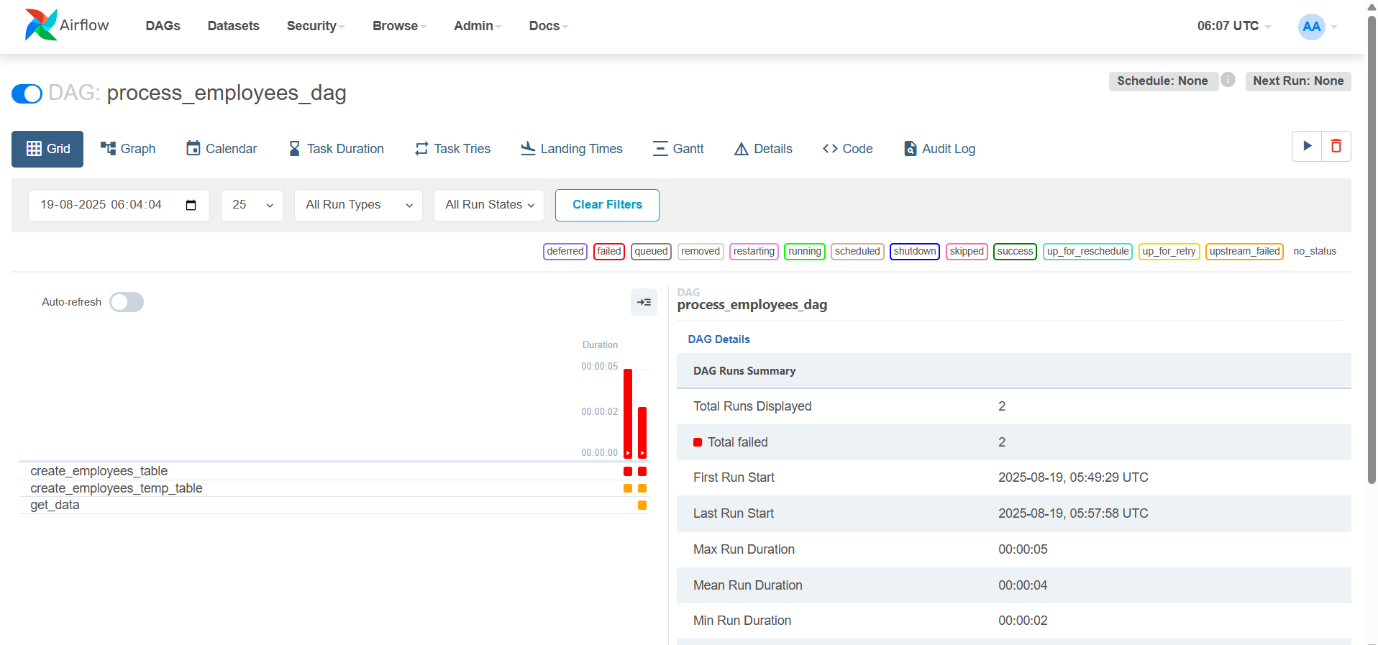 Airflow DAGs Datasets Security Browse Admin Docs 06:07 UTC AA
Schedule: None Next Run: None
DAG: process_employees_dag
Grid Graph Calendar Task Duration Task Tries Landing Times Gantt Details Code Audit Log
19-08-2025 06:04:04 25 All Run Types All Run States Clear Filters
deferred failed queued removed restarting running scheduled shutdown skipped success up_for_reschedule up_for_retry upstream_failed no_status
Auto-refresh
Duration
00:00:05
00:00:02
00:00:00
create_employees_table
create_employees_temp_table
get_data
DAG
process_employees_dag
DAG Details
DAG Runs Summary
Total Runs Displayed 2
Total failed 2
First Run Start 2025-08-19, 05:49:29 UTC
Last Run Start 2025-08-19, 05:57:58 UTC
Max Run Duration 00:00:05
Mean Run Duration 00:00:04
Min Run Duration 00:00:02